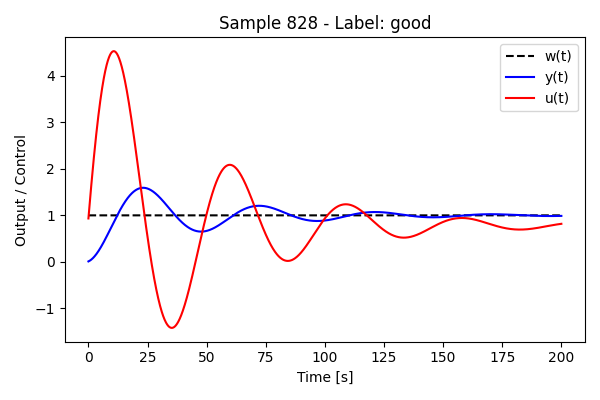 Sample 828 - Label: good
w(t)
y(t)
u(t)
Output / Control
4
3
2
1
0
−1
0 25 50 75 100 125 150 175 200
Time [s]